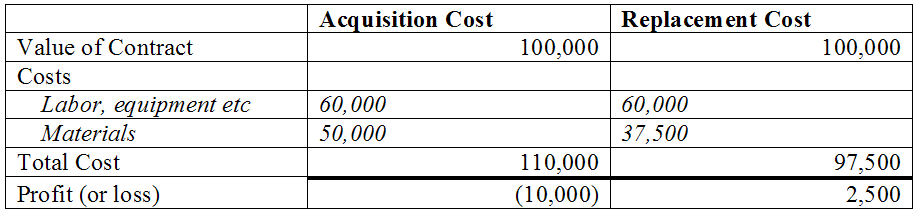 Acquisition Cost Replacement Cost
Value of Contract 100,000 100,000
Costs
Labor, equipment etc 60,000 60,000
Materials 50,000 37,500
Total Cost 110,000 97,500
Profit (or loss) (10,000) 2,500